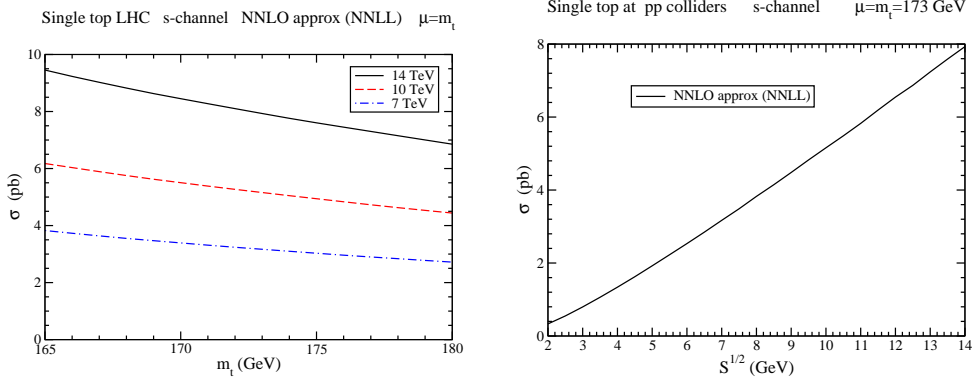 Single top LHC s-channel NNLO approx (NNLL) μ=m_t
10
8
6
4
2
0
σ (pb)
14 TeV
10 TeV
7 TeV
165 170 175 180
m_t (GeV)
Single top at pp colliders s-channel μ=m_t=173 GeV
8
6
4
2
0
σ (pb)
NNLO approx (NNLL)
2 3 4 5 6 7 8 9 10 11 12 13 14
S^{1/2} (GeV)